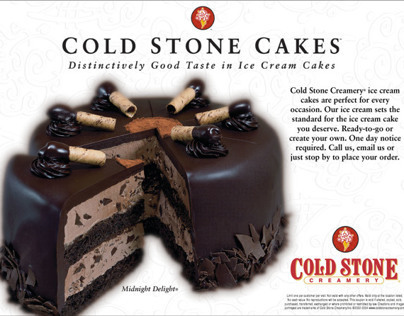 COLD STONE CAKES
Distinctively Good Taste in Ice Cream Cakes
Cold Stone Creamery® ice cream
cakes are perfect for every
occasion. Our ice cream sets the
standard for the ice cream cake
you deserve. Ready-to-go or
create your own. One day notice
required. Call us, email us or
just stop by to place your order.
Midnight Delight®
COLD STONE
CREAMERY